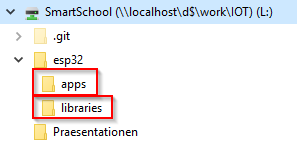 SmartSchool (\\localhost\d$\work\IOT) (L:)
.git
esp32
apps
libraries
Praesentationen